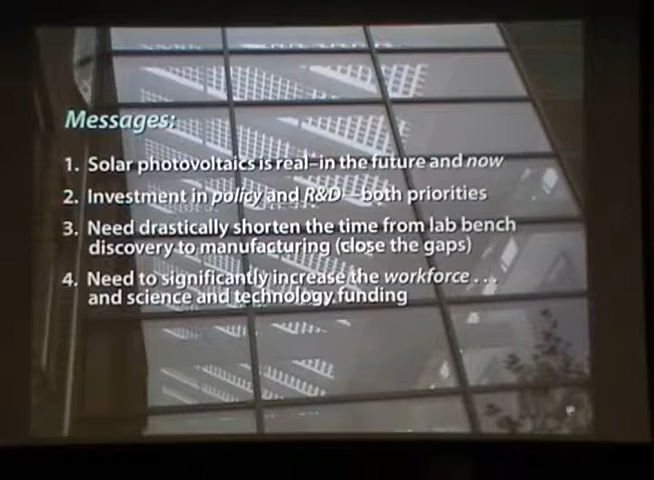 Messages:
1. Solar photovoltaics is real–in the future and now
2. Investment in policy and R&D—both priorities
3. Need drastically shorten the time from lab bench
discovery to manufacturing (close the gaps)
4. Need to significantly increase the workforce . . .
and science and technology funding